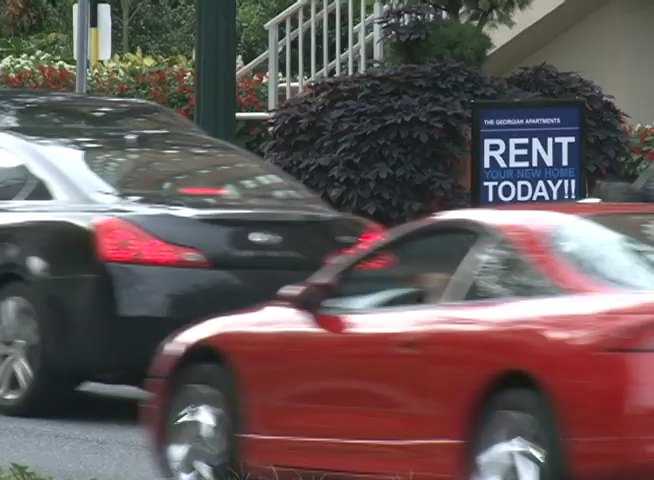 THE GEORGIAN APARTMENTS
RENT
YOUR NEW HOME
TODAY!!